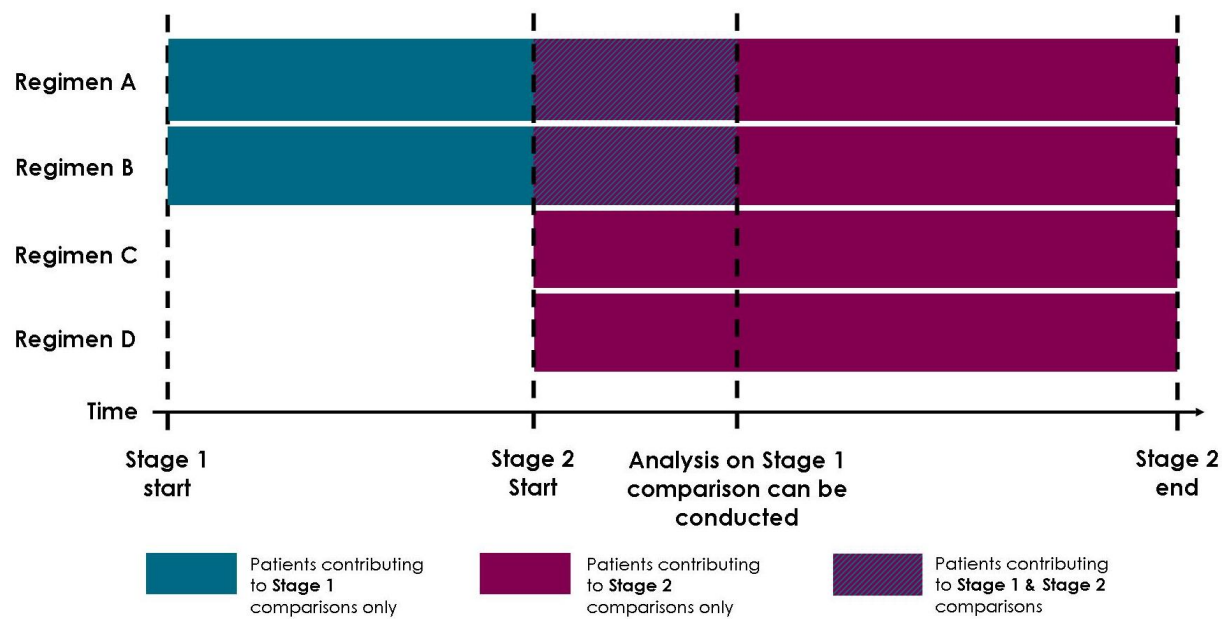 Regimen A
Regimen B
Regimen C
Regimen D
Time
Stage 1
start
Stage 2
Start
Analysis on Stage 1
comparison can be
conducted
Stage 2
end
Patients contributing
to Stage 1
comparisons only
Patients contributing
to Stage 2
comparisons only
Patients contributing
to Stage 1 & Stage 2
comparisons